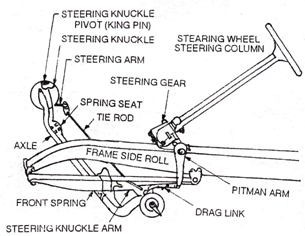 STEERING KNUCKLE
PIVOT (KING PIN)
STEERING KNUCKLE
STEERING ARM
STEARING WHEEL
STEERING COLUMN
STEERING GEAR
SPRING SEAT
TIE ROD
AXLE
FRAME SIDE ROLL
PITMAN ARM
FRONT SPRING
DRAG LINK
STEERING KNUCKLE ARM